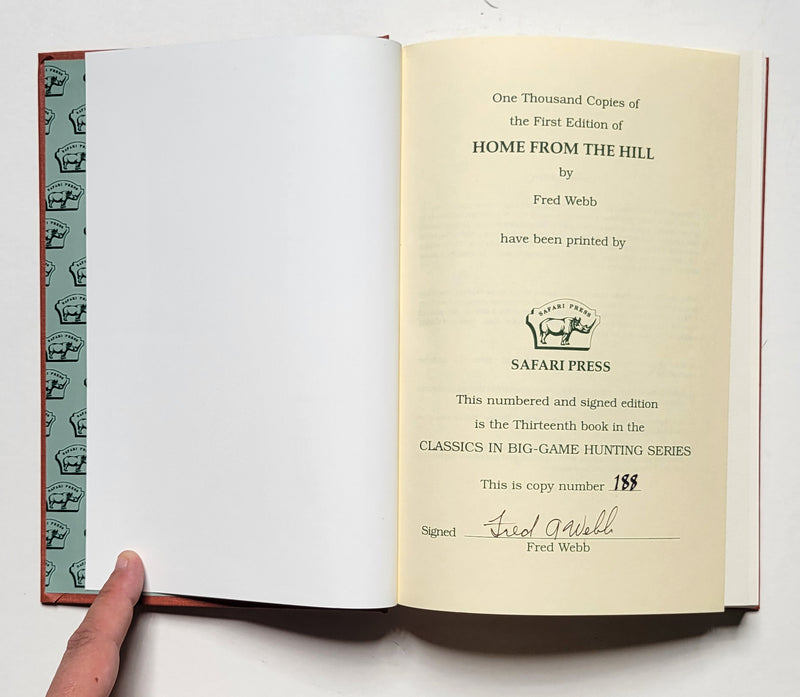 One Thousand Copies of
the First Edition of
HOME FROM THE HILL
by
Fred Webb
have been printed by
SAFARI PRESS
SAFARI PRESS
This numbered and signed edition
is the Thirteenth book in the
CLASSICS IN BIG-GAME HUNTING SERIES
This is copy number 188
Signed Fred A Webb
Fred Webb